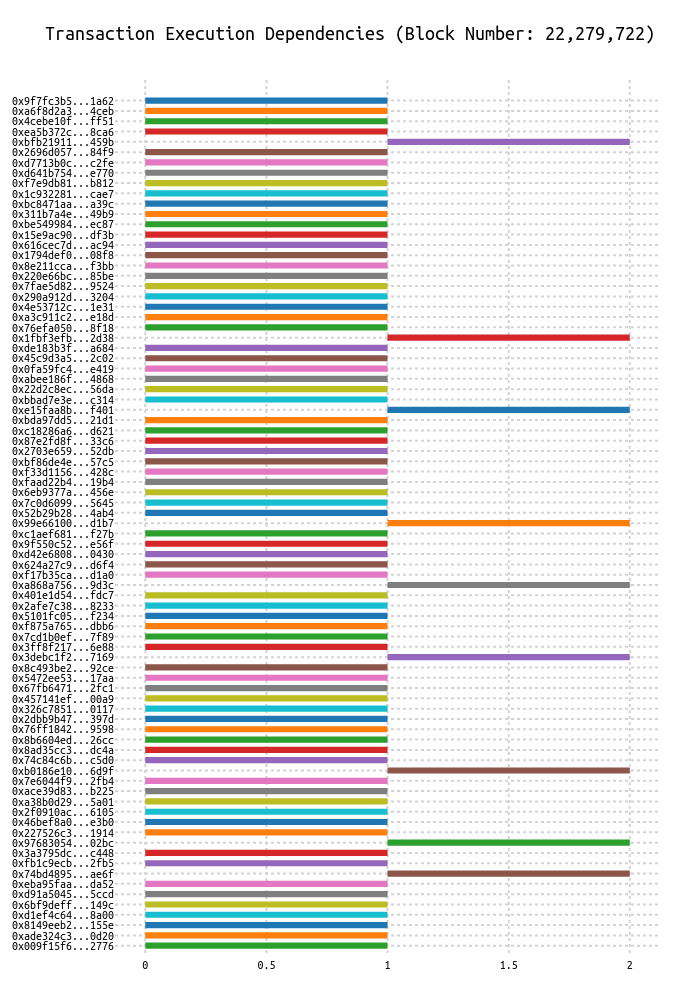 Transaction Execution Dependencies (Block Number: 22,279,722)
0x9f7fc3b5...1a62
0xa6f8d2a3...4ceb
0x4cebe10f...ff51
0xea5b372c...8ca6
0xbfb21911...459b
0x2696d057...84f9
0xd7713b0c...c2fe
0xd641b754...e770
0xf7e9db81...b812
0x1c932281...cae7
0xbc8471aa...a39c
0x311b7a4e...49b9
0xbe549984...ec87
0x15e9ac90...df3b
0x616cec7d...ac94
0x1794def0...08f8
0x8e211cca...f3bb
0x220e66bc...85be
0x7fae5d82...9524
0x290a912d...3204
0x4e53712c...1e31
0xa3c911c2...e18d
0x76efa050...8f18
0x1fbf3efb...2d38
0xde183b3f...a684
0x45c9d3a5...2c02
0x0fa59fc4...e419
0xabee186f...4868
0x22d2c8ec...56da
0xbbad7e3e...c314
0xe15faa8b...f401
0xbda97dd5...21d1
0xc18286a6...d621
0x87e2fd8f...33c6
0x2703e659...52db
0xbf86de4e...57c5
0xf33d1156...428c
0xfaad22b4...19b4
0x6eb9377a...456e
0x7c0d6099...5645
0x52b29b28...4ab4
0x99e66100...d1b7
0xc1aef681...f27b
0x9f550c52...e56f
0xd42e6808...0430
0x624a27c9...d6f4
0xf17b35ca...d1a0
0xa868a756...9d3c
0x401e1d54...fdc7
0x2afe7c38...8233
0x5101fc05...f234
0xf875a765...dbb6
0x7cd1b0ef...7f89
0x3ff8f217...6e88
0x3debc1f2...7169
0x8c493be2...92ce
0x5472ee53...17aa
0x67fb6471...2fc1
0x457141ef...00a9
0x326c7851...0117
0x2dbb9b47...397d
0x76ff1842...9598
0x8b6604ed...26cc
0x8ad35cc3...dc4a
0x74c84c6b...c5d0
0xb0186e10...6d9f
0x7e6044f9...2fb4
0xace39d83...b225
0xa38b0d29...5a01
0x2f0910ac...6105
0x46bef8a0...e3b0
0x227526c3...1914
0x97683054...02bc
0x3a3795dc...c448
0xfb1c9ecb...2fb5
0x74bd4895...ae6f
0xeba95faa...da52
0xd91a5045...5ccd
0x6bf9deff...149c
0xd1ef4c64...8a00
0x8149eeb2...155e
0xade324c3...0d20
0x009f15f6...2776
0 0.5 1 1.5 2